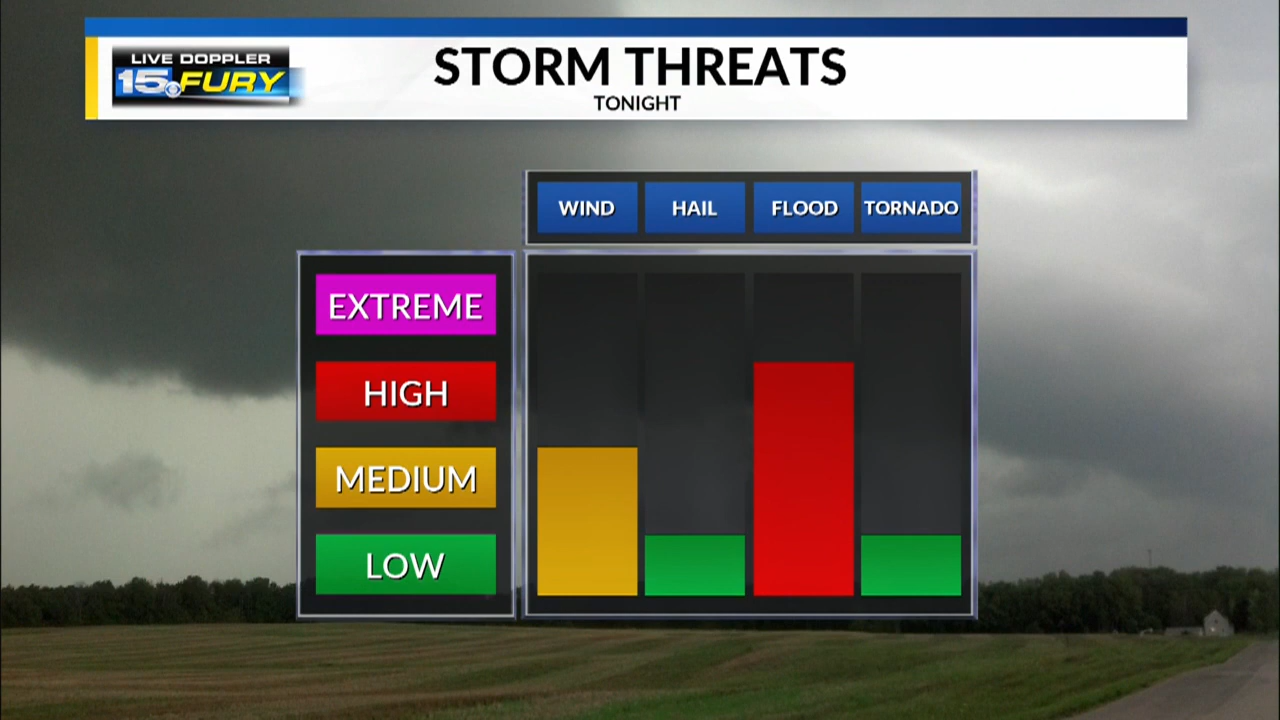 LIVE DOPPLER
15 FURY
STORM THREATS
TONIGHT
WIND HAIL FLOOD TORNADO
EXTREME
HIGH
MEDIUM
LOW